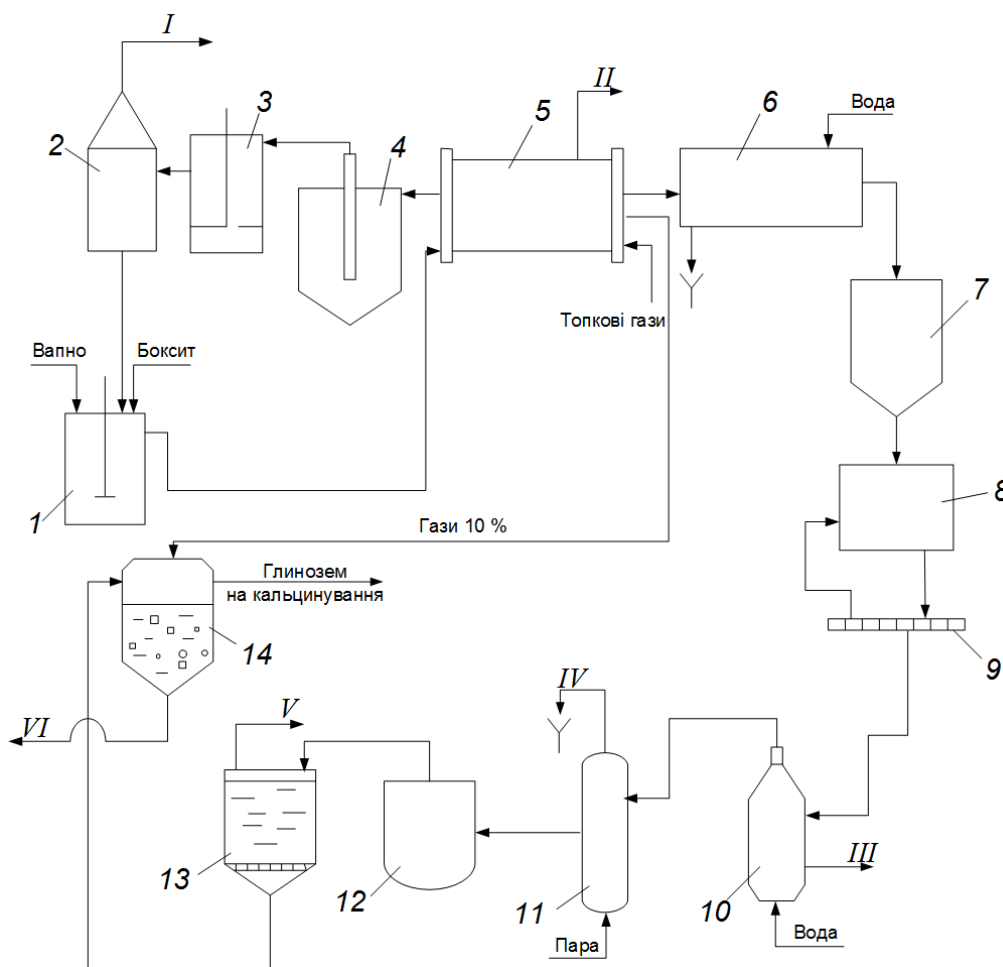 I
II
3
5
6
Вода
2
4
7
Топкові гази
Вапно
Боксит
8
1
Гази 10 %
Глинозем
на кальцинування
14
9
IV
V
VI
III
13
12
11
10
Пара
Вода